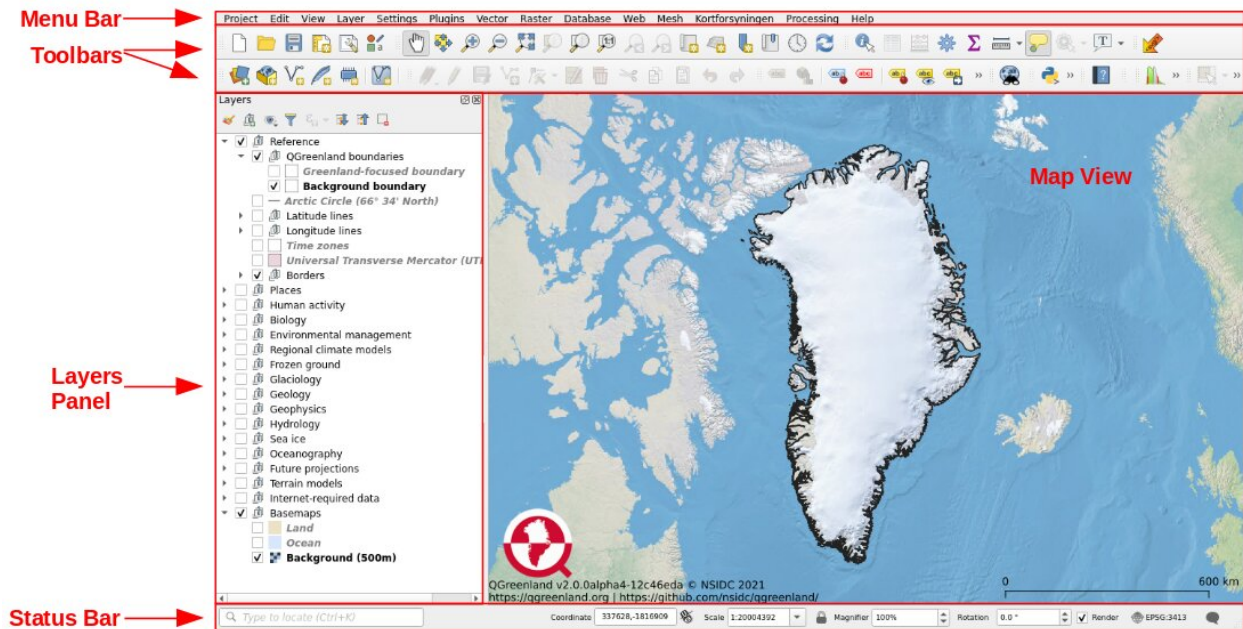 Menu Bar
Project Edit View Layer Settings Plugins Vector Raster Database Web Mesh Kortforsyningen Processing Help
Toolbars
Layers
Reference
QGreenland boundaries
Greenland-focused boundary
Background boundary
Arctic Circle (66° 34' North)
Latitude lines
Longitude lines
Time zones
Universal Transverse Mercator (UTM
Borders
Places
Human activity
Biology
Environmental management
Regional climate models
Frozen ground
Glaciology
Geology
Geophysics
Hydrology
Sea ice
Oceanography
Future projections
Terrain models
Internet-required data
Basemaps
Land
Ocean
Background (500m)
Layers
Panel
Map View
QGreenland v2.0.0alpha4-12c46eda © NSIDC 2021
https://qgreenland.org | https://github.com/nsidc/qgreenland/
0 600 km
Status Bar
Type to locate (Ctrl+K) Coordinate 337628,-1816909 Scale 1:20004392 Magnifier 100% Rotation 0.0 ° Render EPSG:3413